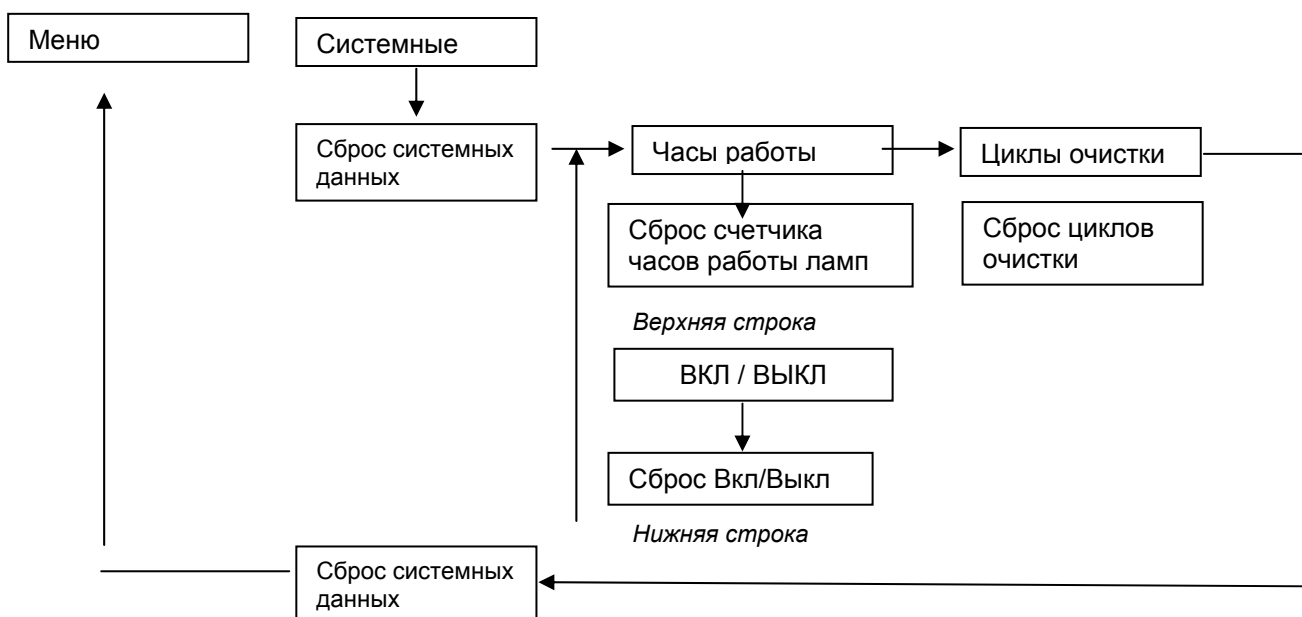 Меню
Системные
Сброс системных
данных
Часы работы
Циклы очистки
Сброс счетчика
часов работы ламп
Сброс циклов
очистки
Верхняя строка
ВКЛ / ВЫКЛ
Сброс Вкл/Выкл
Нижняя строка
Сброс системных
данных